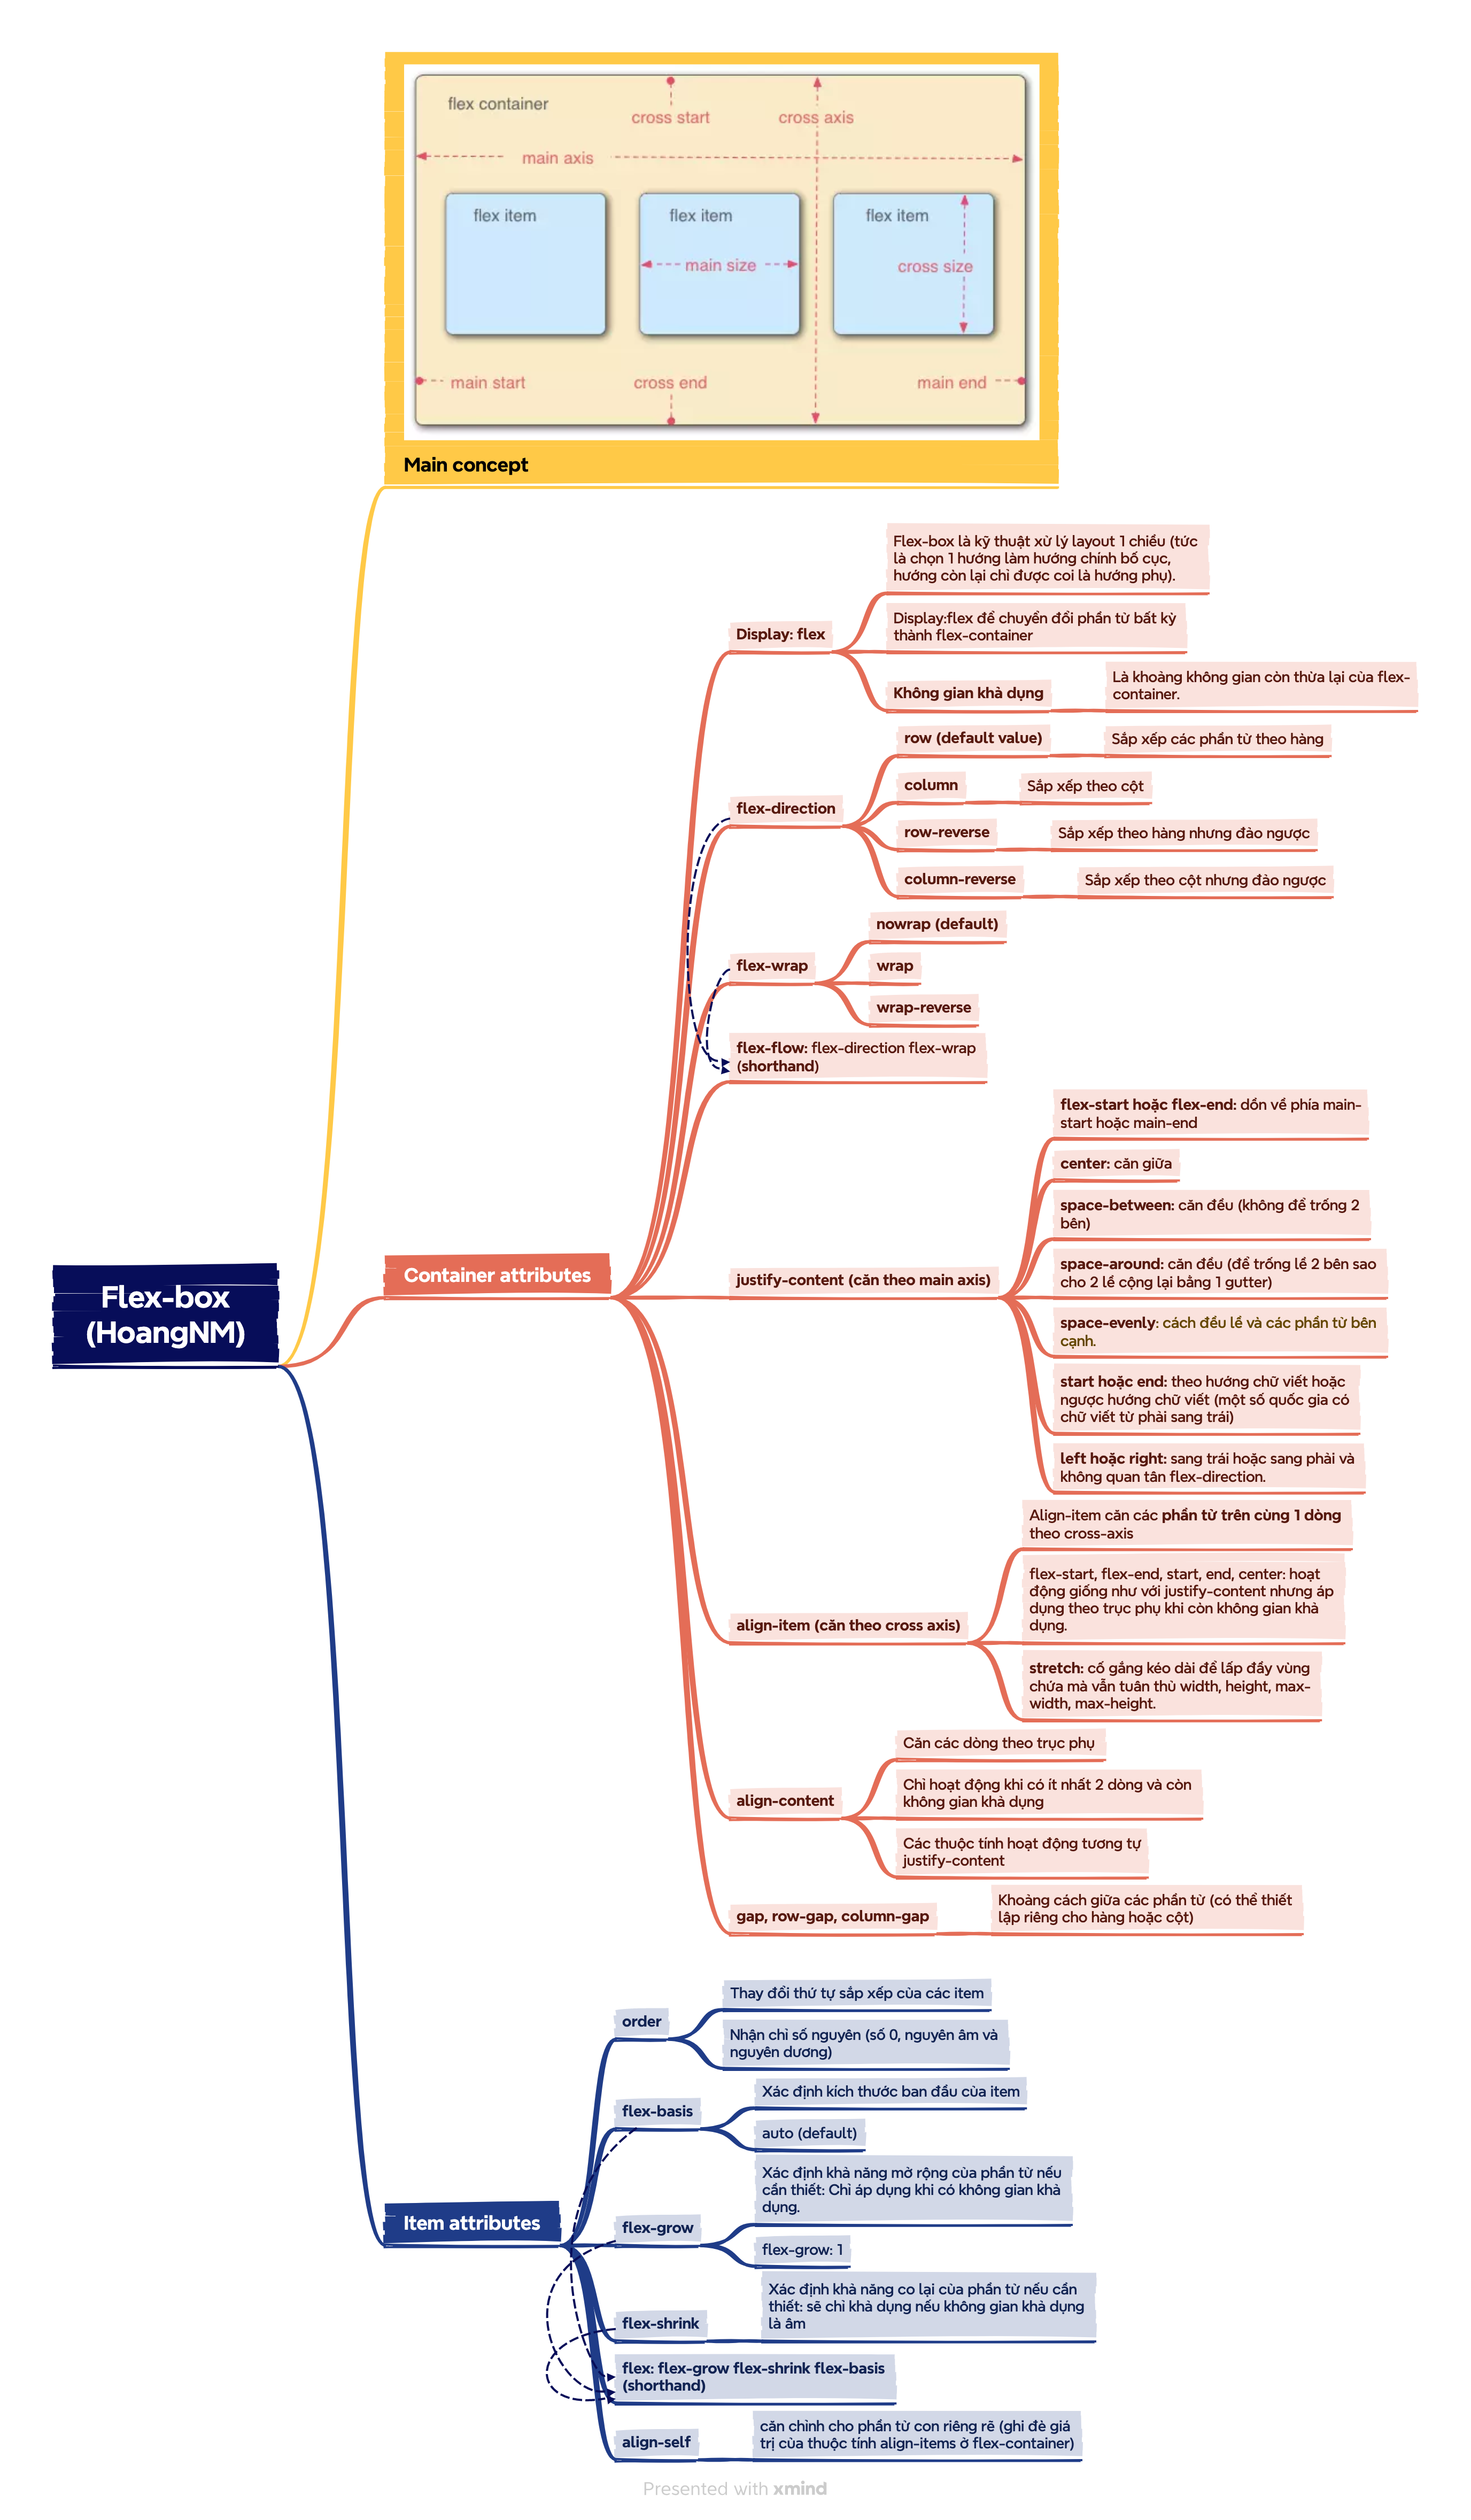 flex container
cross start
cross axis
main axis
flex item
flex item
flex item
main size
cross size
main start
cross end
main end
Main concept
Flex-box là kỹ thuật xử lý layout 1 chiều (tức
là chọn 1 hướng làm hướng chính bố cục,
hướng còn lại chỉ được coi là hướng phụ).
Display: flex
Display:flex để chuyển đổi phần tử bất kỳ
thành flex-container
Không gian khả dụng
Là khoảng không gian còn thừa lại của flex-
container.
flex-direction
row (default value)
Sắp xếp các phần tử theo hàng
column
Sắp xếp theo cột
row-reverse
Sắp xếp theo hàng nhưng đảo ngược
column-reverse
Sắp xếp theo cột nhưng đảo ngược
flex-wrap
nowrap (default)
wrap
wrap-reverse
flex-flow: flex-direction flex-wrap
(shorthand)
Flex-box
(HoangNM)
Container attributes
justify-content (căn theo main axis)
flex-start hoặc flex-end: dồn về phía main-
start hoặc main-end
center: căn giữa
space-between: căn đều (không để trống 2
bên)
space-around: căn đều (để trống lề 2 bên sao
cho 2 lề cộng lại bằng 1 gutter)
space-evenly: cách đều lề và các phần tử bên
cạnh.
start hoặc end: theo hướng chữ viết hoặc
ngược hướng chữ viết (một số quốc gia có
chữ viết từ phải sang trái)
left hoặc right: sang trái hoặc sang phải và
không quan tân flex-direction.
align-item (căn theo cross axis)
Align-item căn các phần tử trên cùng 1 dòng
theo cross-axis
flex-start, flex-end, start, end, center: hoạt
động giống như với justify-content nhưng áp
dụng theo trục phụ khi còn không gian khả
dụng.
stretch: cố gắng kéo dài để lấp đầy vùng
chứa mà vẫn tuân thủ width, height, max-
width, max-height.
align-content
Căn các dòng theo trục phụ
Chỉ hoạt động khi có ít nhất 2 dòng và còn
không gian khả dụng
Các thuộc tính hoạt động tương tự
justify-content
gap, row-gap, column-gap
Khoảng cách giữa các phần tử (có thể thiết
lập riêng cho hàng hoặc cột)
Item attributes
order
Thay đổi thứ tự sắp xếp của các item
Nhận chỉ số nguyên (số 0, nguyên âm và
nguyên dương)
flex-basis
Xác định kích thước ban đầu của item
auto (default)
flex-grow
Xác định khả năng mở rộng của phần tử nếu
cần thiết: Chỉ áp dụng khi có không gian khả
dụng.
flex-grow: 1
flex-shrink
Xác định khả năng co lại của phần tử nếu cần
thiết: sẽ chỉ khả dụng nếu không gian khả dụng
là âm
flex: flex-grow flex-shrink flex-basis
(shorthand)
align-self
căn chỉnh cho phần tử con riêng rẽ (ghi đè giá
trị của thuộc tính align-items ở flex-container)
Presented with xmind